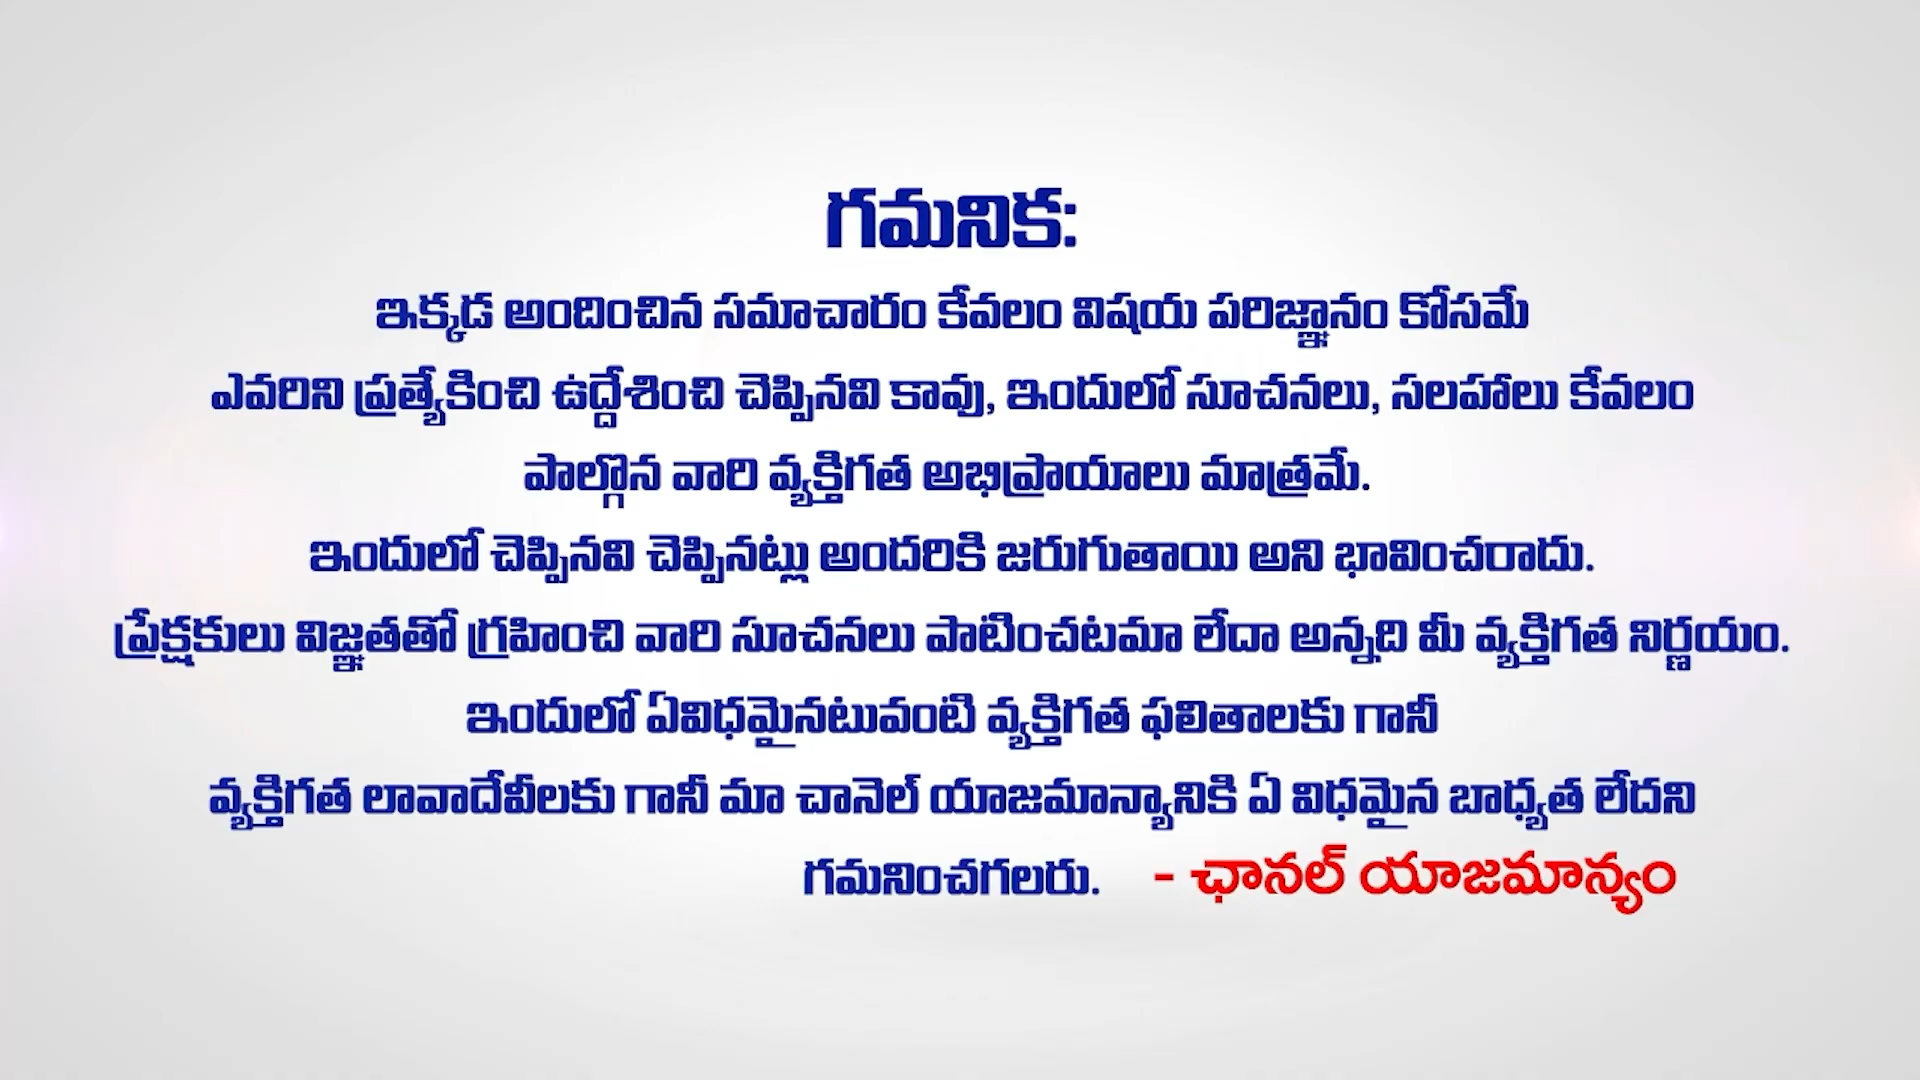 గమనిక:
ఇక్కడ అందించిన సమాచారం కేవలం విషయ పరిజ్ఞానం కోసమే
ఎవరిని ప్రత్యేకించి ఉద్దేశించి చెప్పినవి కావు, ఇందులో సూచనలు, సలహాలు కేవలం
పాల్గొన వారి వ్యక్తిగత అభిప్రాయాలు మాత్రమే.
ఇందులో చెప్పినవి చెప్పినట్లు అందరికి జరుగుతాయి అని భావించరాదు.
ప్రేక్షకులు విజ్ఞతతో గ్రహించి వారి సూచనలు పాటించటమా లేదా అన్నది మీ వ్యక్తిగత నిర్ణయం.
ఇందులో ఏవిధమైనటువంటి వ్యక్తిగత ఫలితాలకు గానీ
వ్యక్తిగత లావాదేవీలకు గానీ మా చానెల్ యాజమాన్యానికి ఏ విధమైన బాధ్యత లేదని
గమనించగలరు. - ఛానల్ యాజమాన్యం